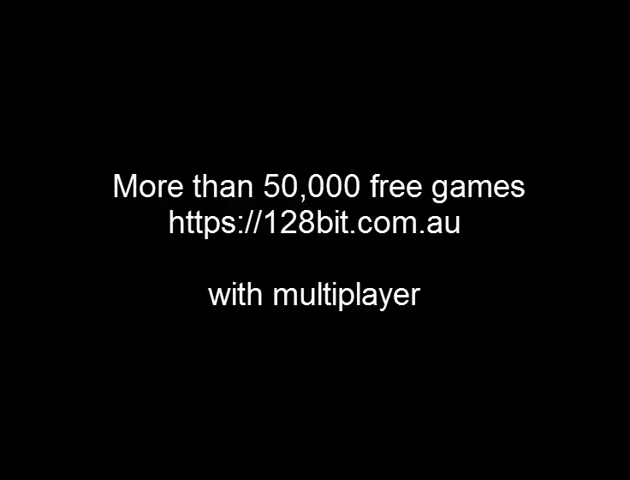 More than 50,000 free games
https://128bit.com.au
with multiplayer